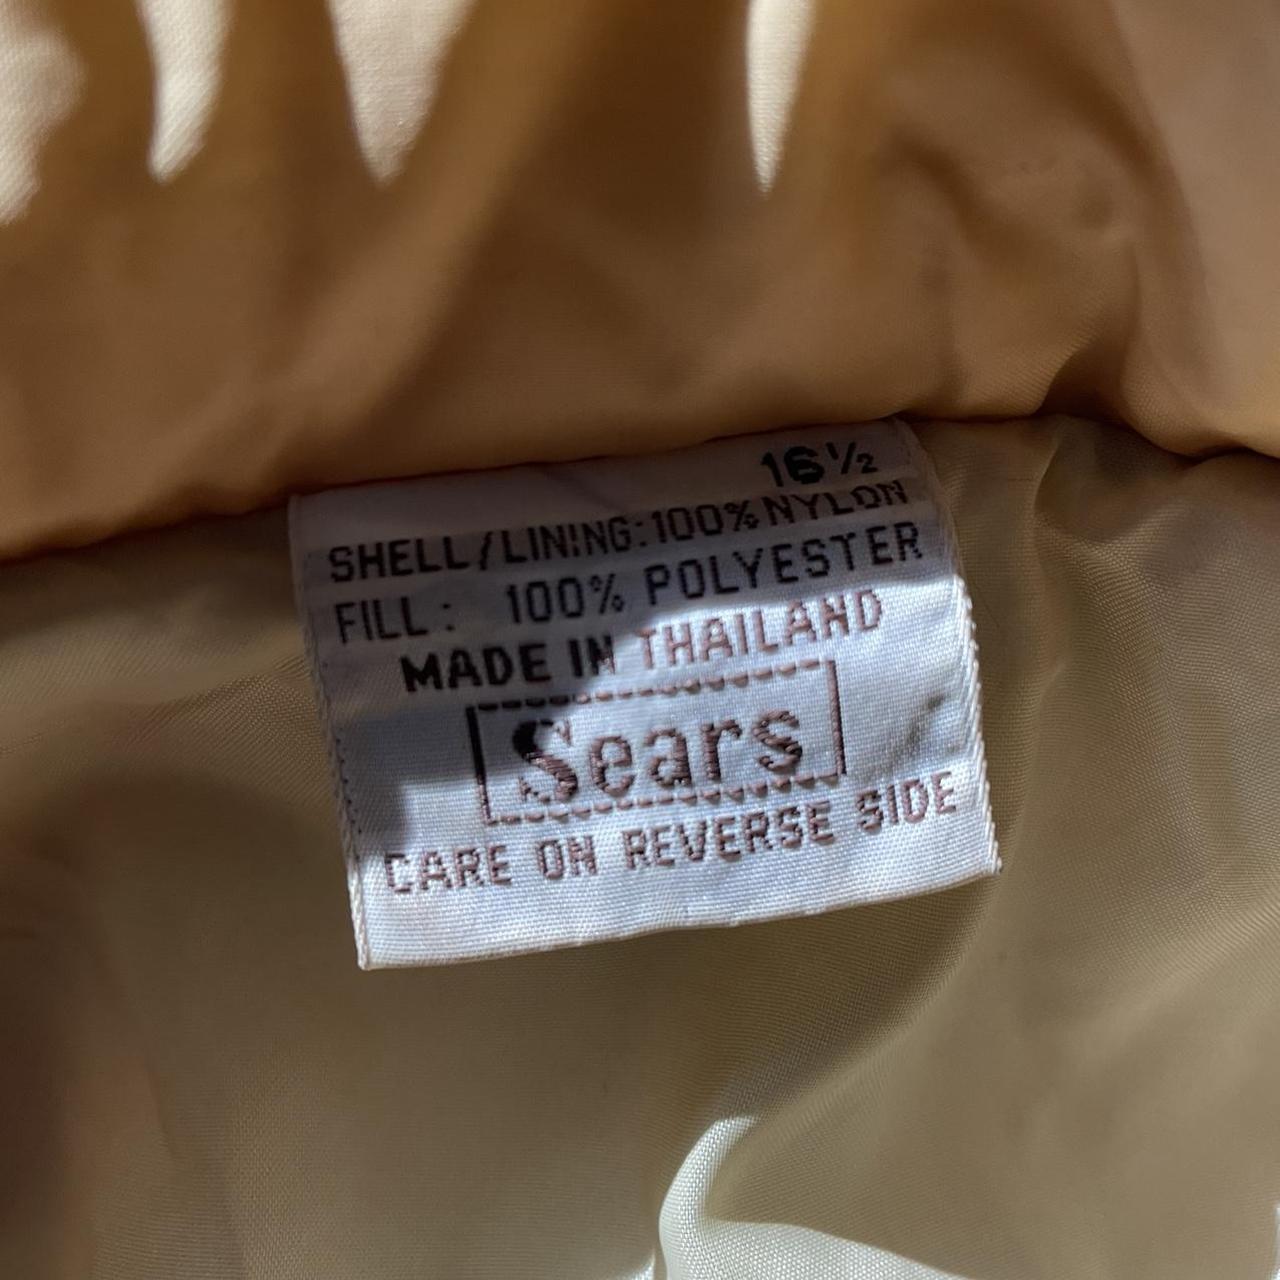 16½
SHELL/LINING: 100% NYLON
FILL: 100% POLYESTER
MADE IN THAILAND
Sears
CARE ON REVERSE SIDE